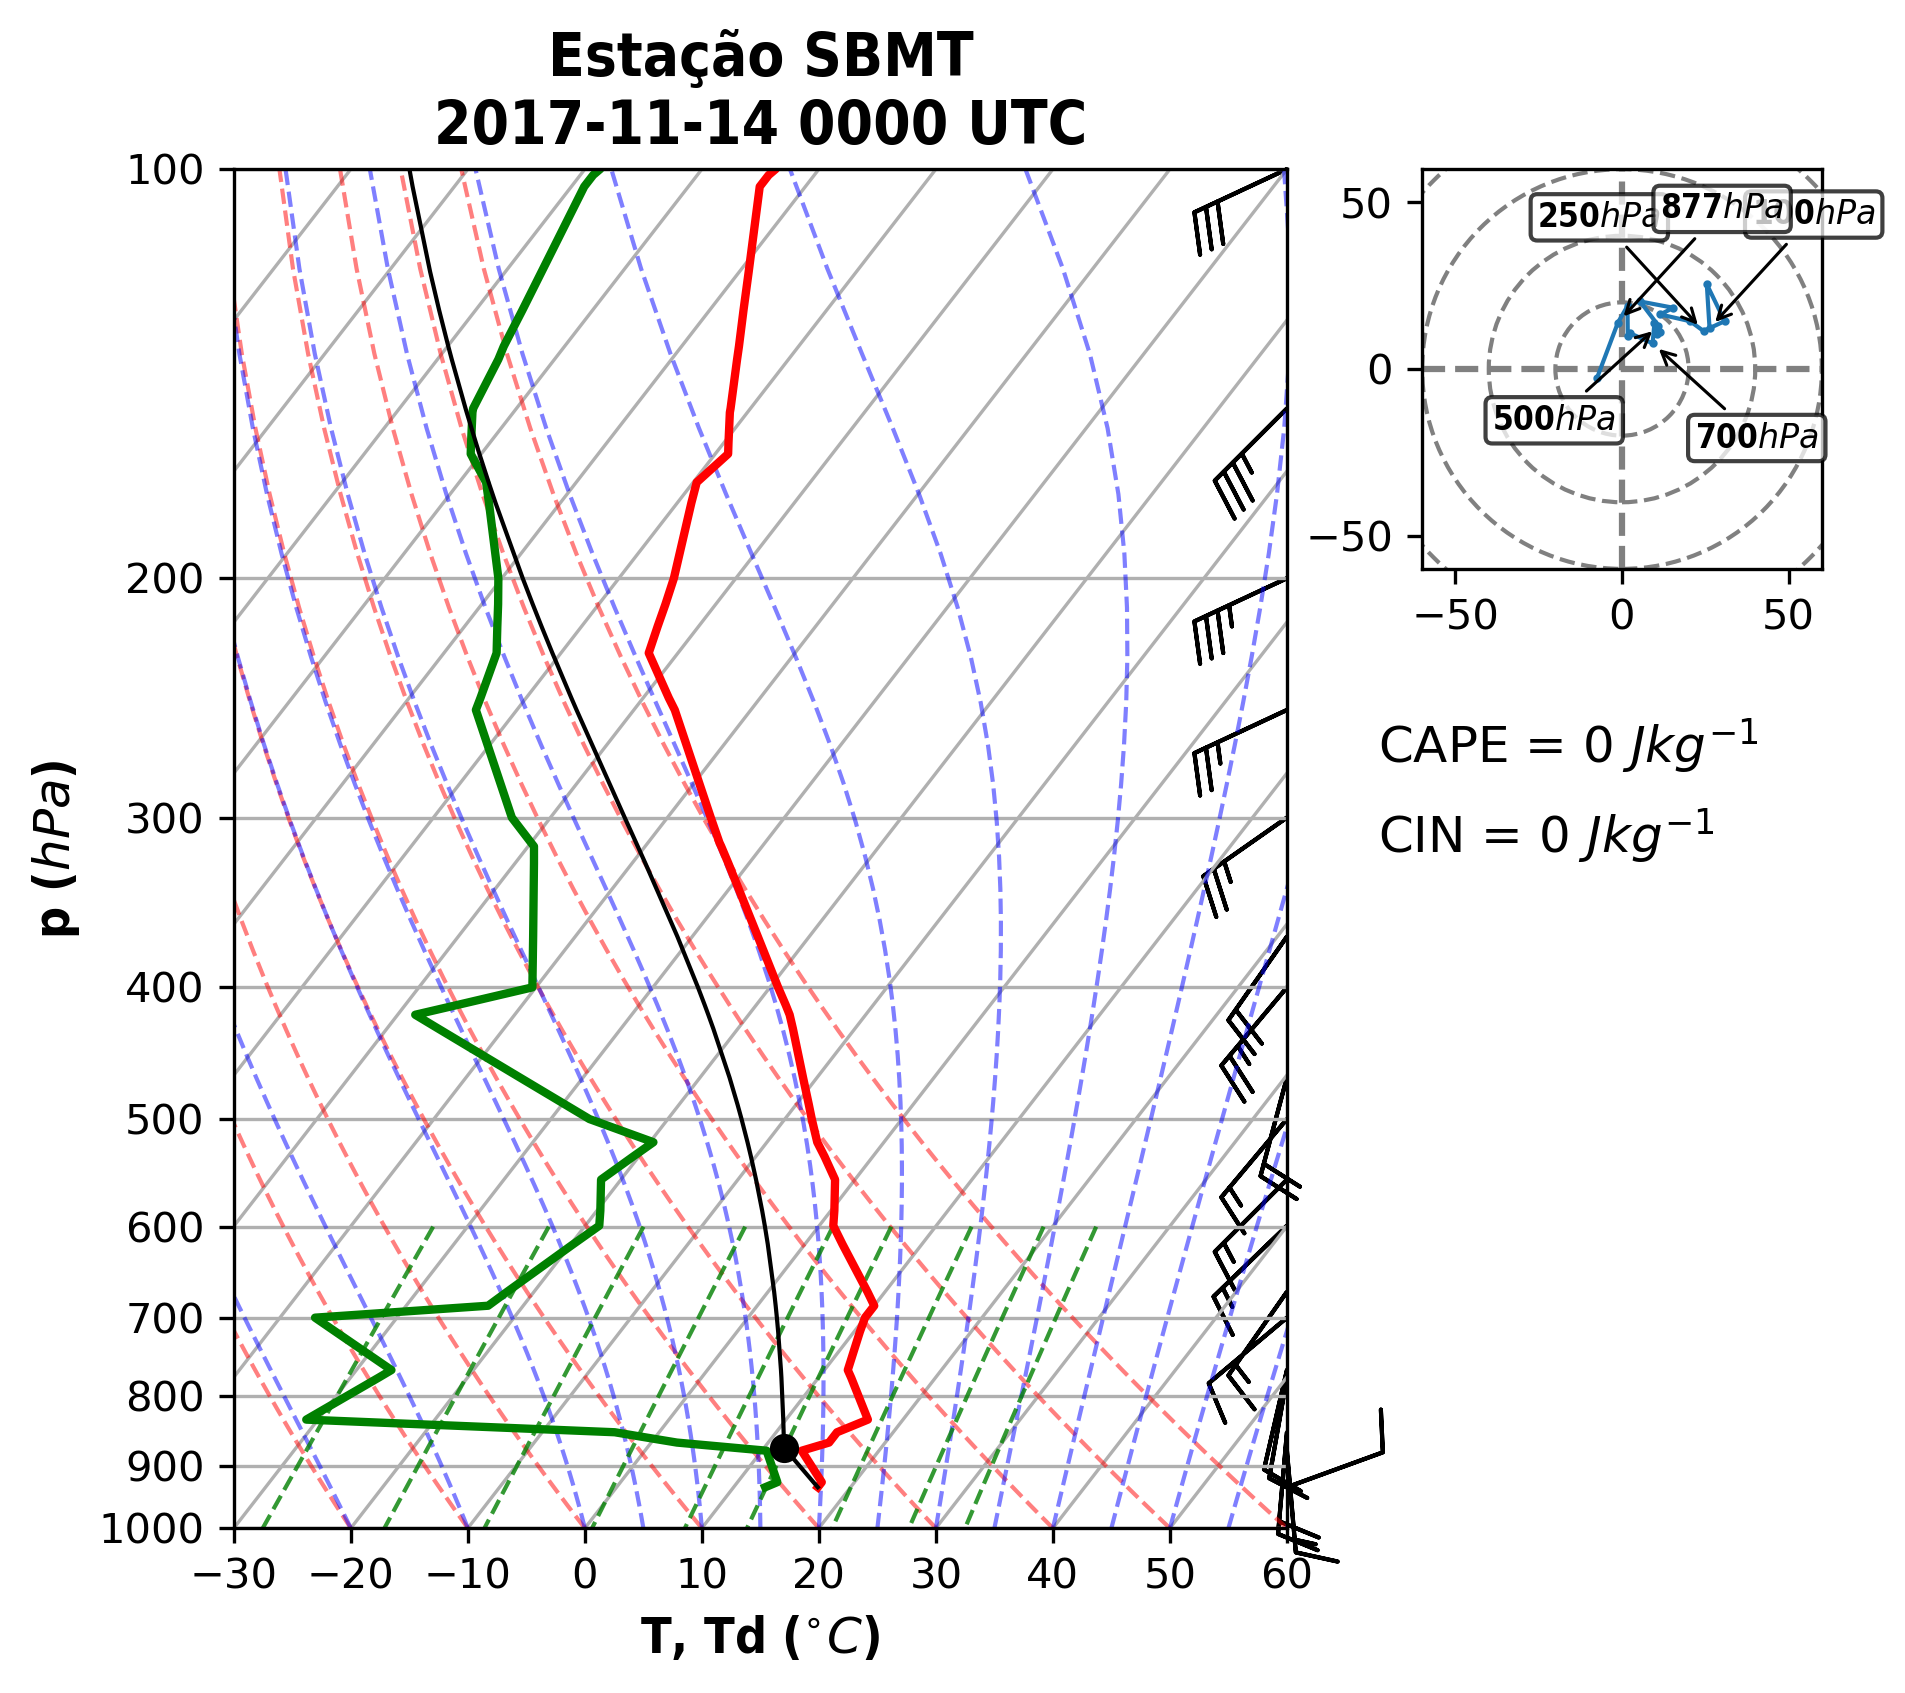 Estação SBMT
2017-11-14 0000 UTC
100
200
300
400
500
600
700
800
900
1000
p (hPa)
−30 −20 −10 0 10 20 30 40 50 60
T, Td (°C)
50
0
−50
−50 0 50
250hPa
877hPa
100hPa
500hPa
700hPa
CAPE = 0 Jkg⁻¹
CIN = 0 Jkg⁻¹